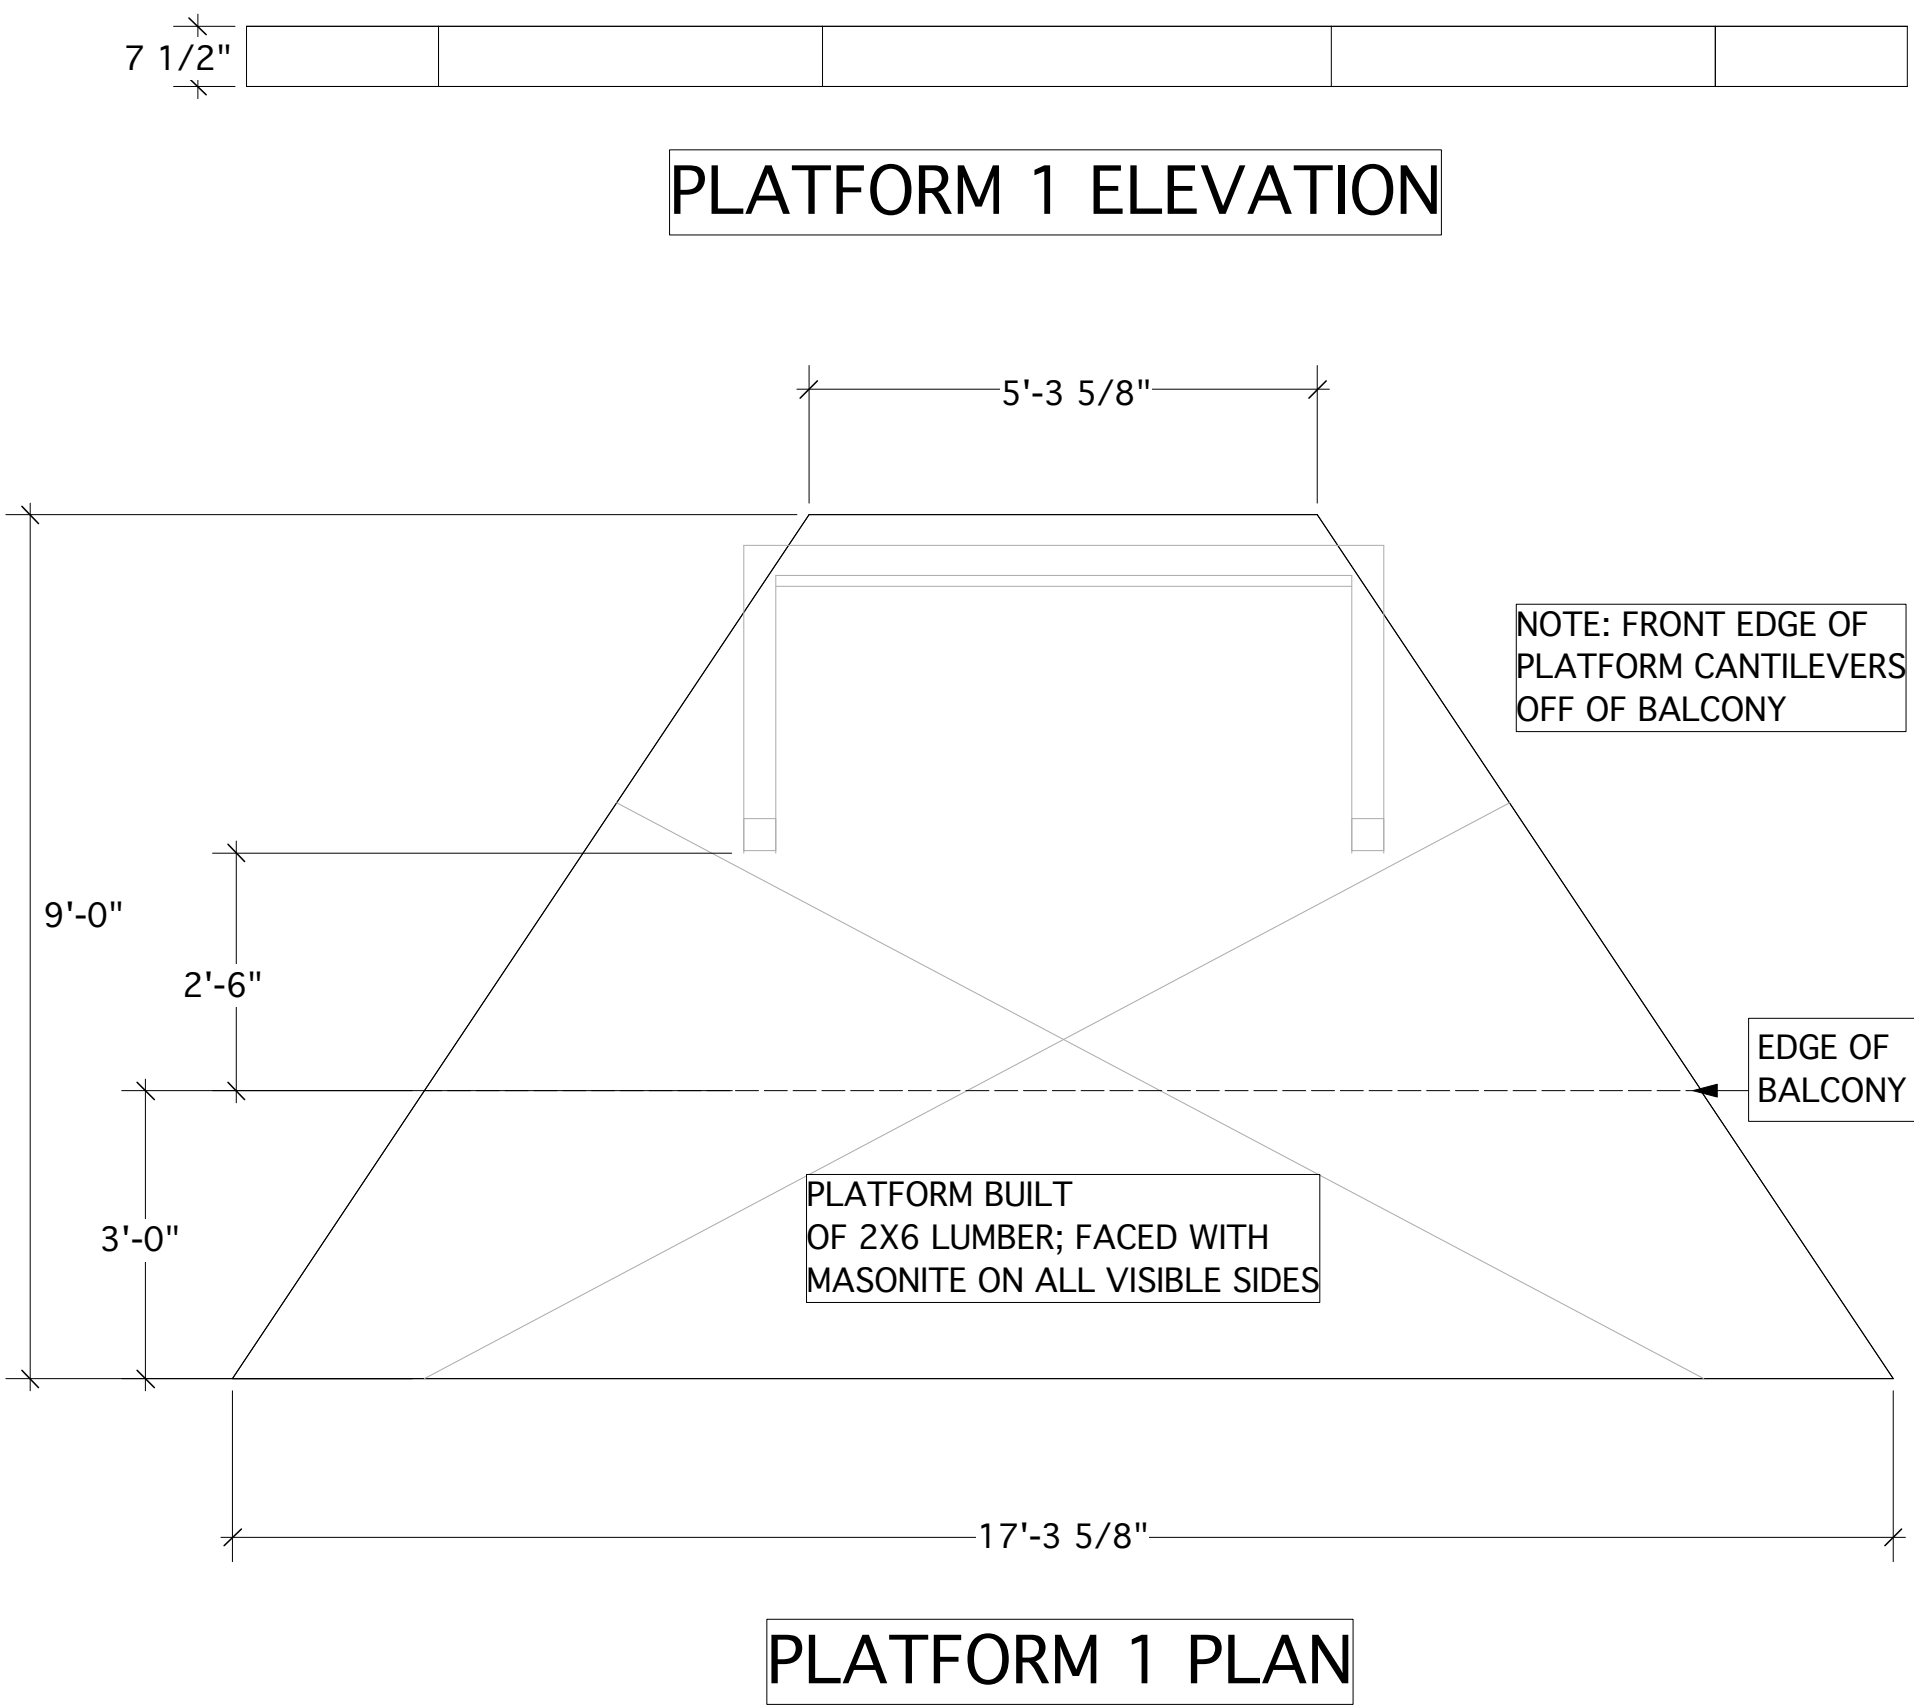 7 1/2"
PLATFORM 1 ELEVATION
5'-3 5/8"
NOTE: FRONT EDGE OF
PLATFORM CANTILEVERS
OFF OF BALCONY
9'-0"
2'-6"
EDGE OF
BALCONY
PLATFORM BUILT
OF 2X6 LUMBER; FACED WITH
MASONITE ON ALL VISIBLE SIDES
3'-0"
17'-3 5/8"
PLATFORM 1 PLAN